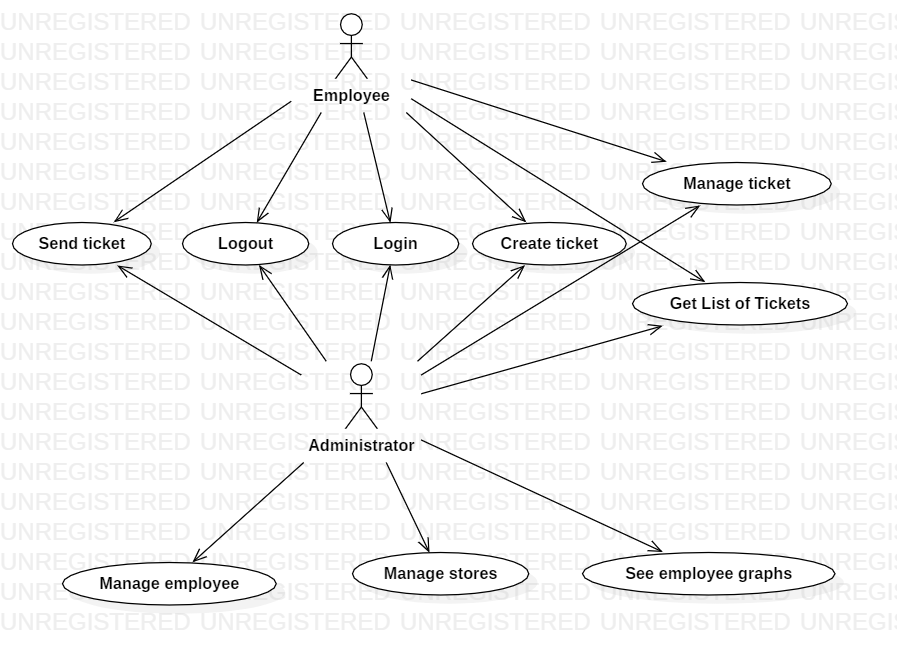 UNREGISTERED UNREGISTERED UNREGISTERED UNREGISTERED UNREGIS
Employee
Manage ticket
Send ticket
Logout
Login
Create ticket
Get List of Tickets
Administrator
Manage employee
Manage stores
See employee graphs